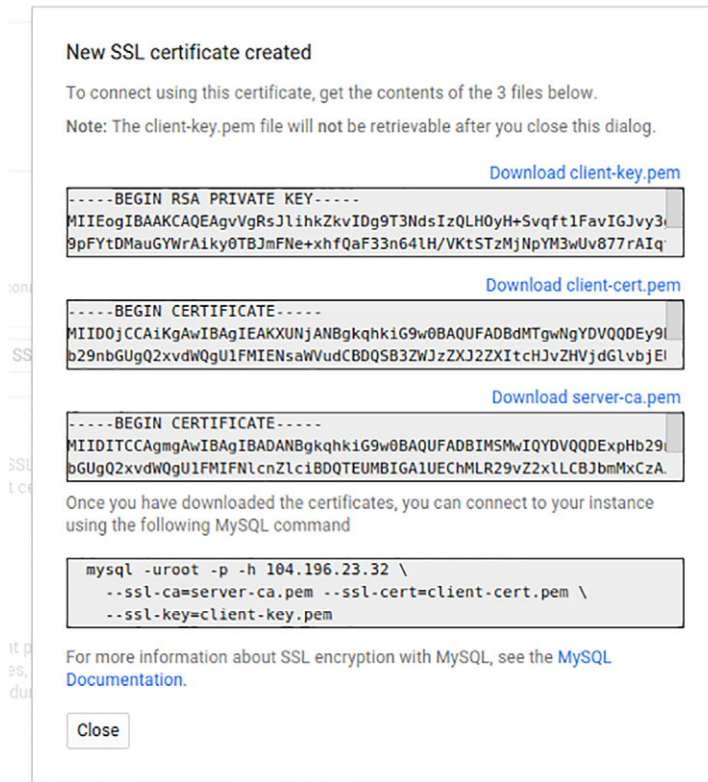 New SSL certificate created
To connect using this certificate, get the contents of the 3 files below.
Note: The client-key.pem file will not be retrievable after you close this dialog.
Download client-key.pem
-----BEGIN RSA PRIVATE KEY-----
MIIEogIBAAKCAQEAgvVgRsJlihkZkvIDg9T3NdsIzQLHOyH+Svqft1FavIGJvy3
9pFYtDMauGYWrAiky0TBJmFNe+xhfQaF33n64lH/VKtSTzMjNpYM3wUv877rAIq
Download client-cert.pem
-----BEGIN CERTIFICATE-----
MIIDOjCCAiKgAwIBAgIEAKXUNjANBgkqhkiG9w0BAQUFADBdMTgwNgYDVQQDEy9
b29nbGUgQ2xvdWQgU1FMIENsaWVudCBDQSB3ZWJzZXJ2ZXItcHJvZHVjdGlvbjE
Download server-ca.pem
-----BEGIN CERTIFICATE-----
MIIDITCCAgmgAwIBAgIBADANBgkqhkiG9w0BAQUFADBIMSMwIQYDVQQDExpHb29
bGUgQ2xvdWQgU1FMIFNlcnZlciBDQTEUMBIGA1UEChMLR29vZ2xlLCBJbmMxCzA
Once you have downloaded the certificates, you can connect to your instance
using the following MySQL command
mysql -uroot -p -h 104.196.23.32 \
--ssl-ca=server-ca.pem --ssl-cert=client-cert.pem \
--ssl-key=client-key.pem
For more information about SSL encryption with MySQL, see the MySQL
Documentation.
Close